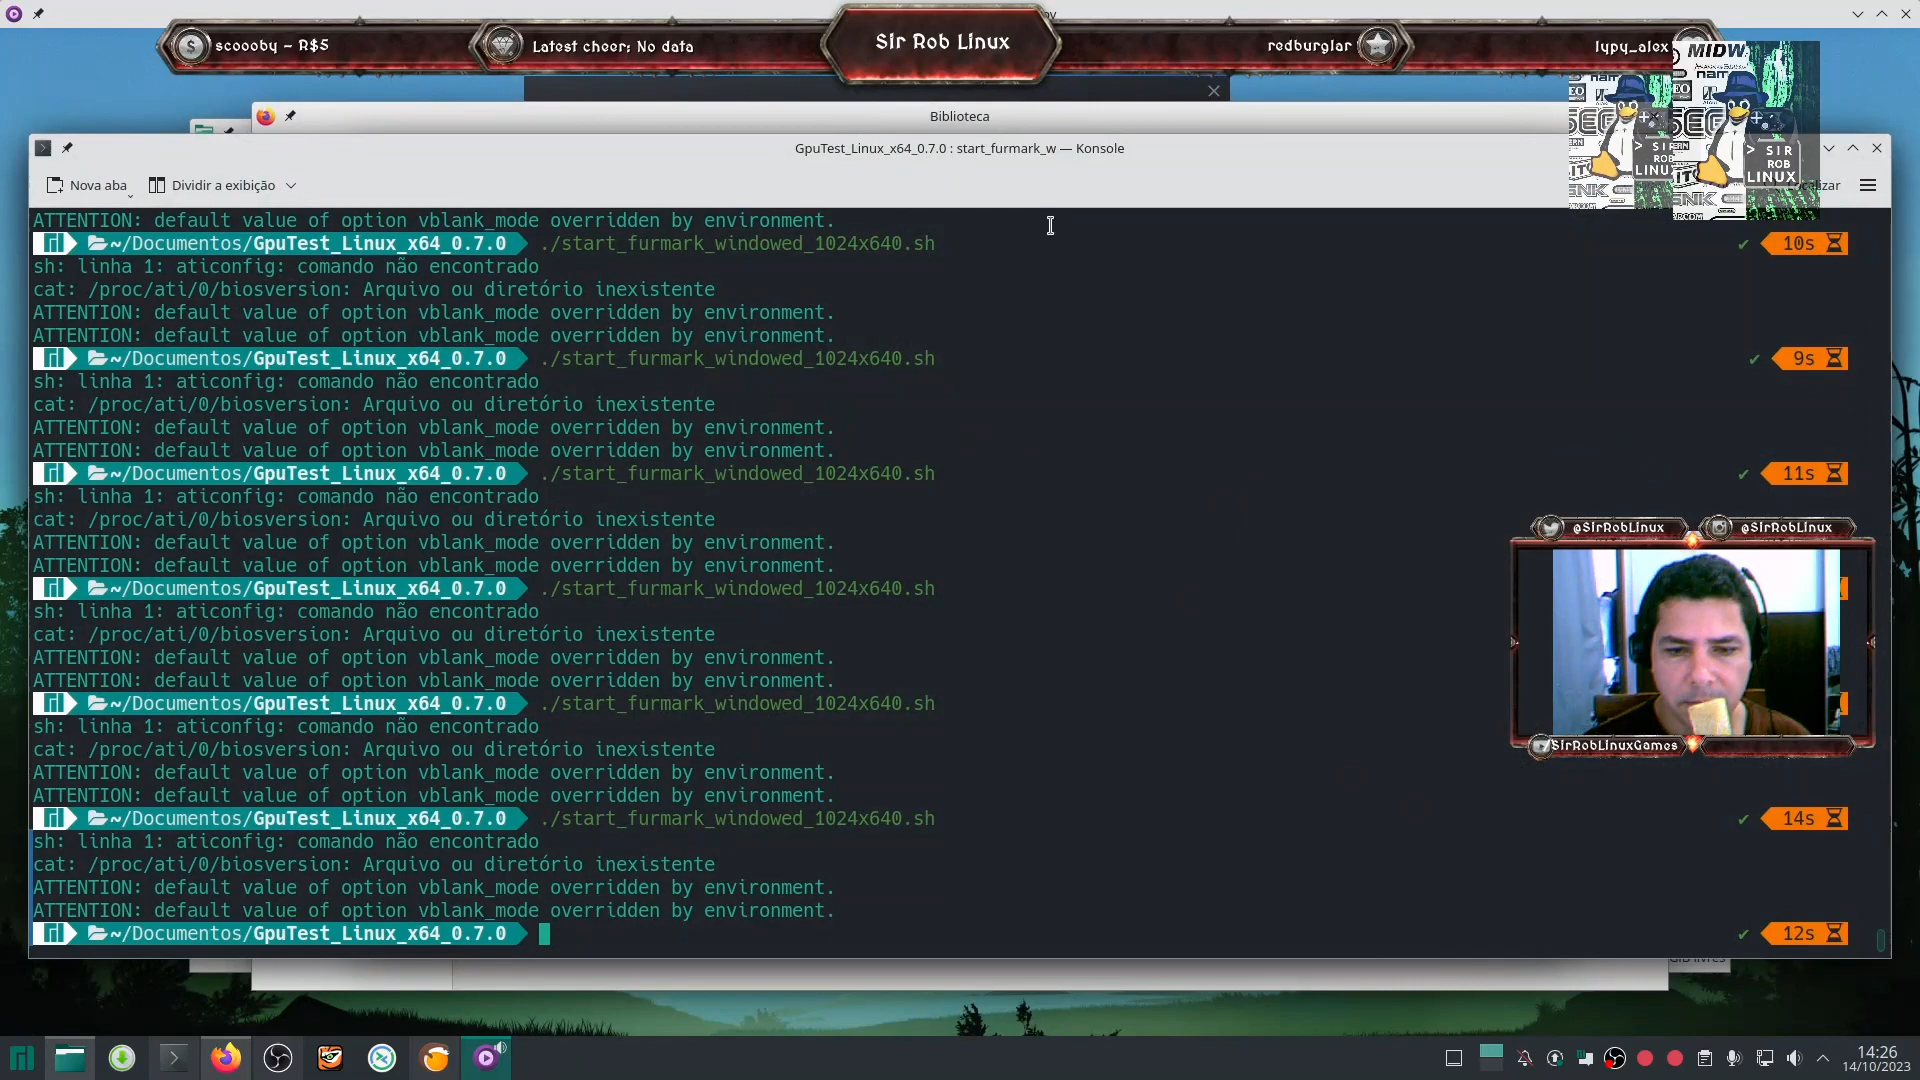 scoooby - R$5
Latest cheer: No data
Sir Rob Linux
redburglar
lypy_alex
Biblioteca
GpuTest_Linux_x64_0.7.0 : start_furmark_w — Konsole
Nova aba
Dividir a exibição
ATTENTION: default value of option vblank_mode overridden by environment.
~/Documentos/GpuTest_Linux_x64_0.7.0 ./start_furmark_windowed_1024x640.sh ✔ 10s
sh: linha 1: aticonfig: comando não encontrado
cat: /proc/ati/0/biosversion: Arquivo ou diretório inexistente
ATTENTION: default value of option vblank_mode overridden by environment.
ATTENTION: default value of option vblank_mode overridden by environment.
~/Documentos/GpuTest_Linux_x64_0.7.0 ./start_furmark_windowed_1024x640.sh ✔ 9s
sh: linha 1: aticonfig: comando não encontrado
cat: /proc/ati/0/biosversion: Arquivo ou diretório inexistente
ATTENTION: default value of option vblank_mode overridden by environment.
ATTENTION: default value of option vblank_mode overridden by environment.
~/Documentos/GpuTest_Linux_x64_0.7.0 ./start_furmark_windowed_1024x640.sh ✔ 11s
sh: linha 1: aticonfig: comando não encontrado
cat: /proc/ati/0/biosversion: Arquivo ou diretório inexistente
ATTENTION: default value of option vblank_mode overridden by environment.
ATTENTION: default value of option vblank_mode overridden by environment.
~/Documentos/GpuTest_Linux_x64_0.7.0 ./start_furmark_windowed_1024x640.sh
sh: linha 1: aticonfig: comando não encontrado
cat: /proc/ati/0/biosversion: Arquivo ou diretório inexistente
ATTENTION: default value of option vblank_mode overridden by environment.
ATTENTION: default value of option vblank_mode overridden by environment.
~/Documentos/GpuTest_Linux_x64_0.7.0 ./start_furmark_windowed_1024x640.sh
sh: linha 1: aticonfig: comando não encontrado
cat: /proc/ati/0/biosversion: Arquivo ou diretório inexistente
ATTENTION: default value of option vblank_mode overridden by environment.
ATTENTION: default value of option vblank_mode overridden by environment.
~/Documentos/GpuTest_Linux_x64_0.7.0 ./start_furmark_windowed_1024x640.sh ✔ 14s
sh: linha 1: aticonfig: comando não encontrado
cat: /proc/ati/0/biosversion: Arquivo ou diretório inexistente
ATTENTION: default value of option vblank_mode overridden by environment.
ATTENTION: default value of option vblank_mode overridden by environment.
~/Documentos/GpuTest_Linux_x64_0.7.0 ✔ 12s
MIDW
> SIR
ROB
LINUX
@SirRobLinux
@SirRobLinux
SirRobLinuxGames
14:26
14/10/2023